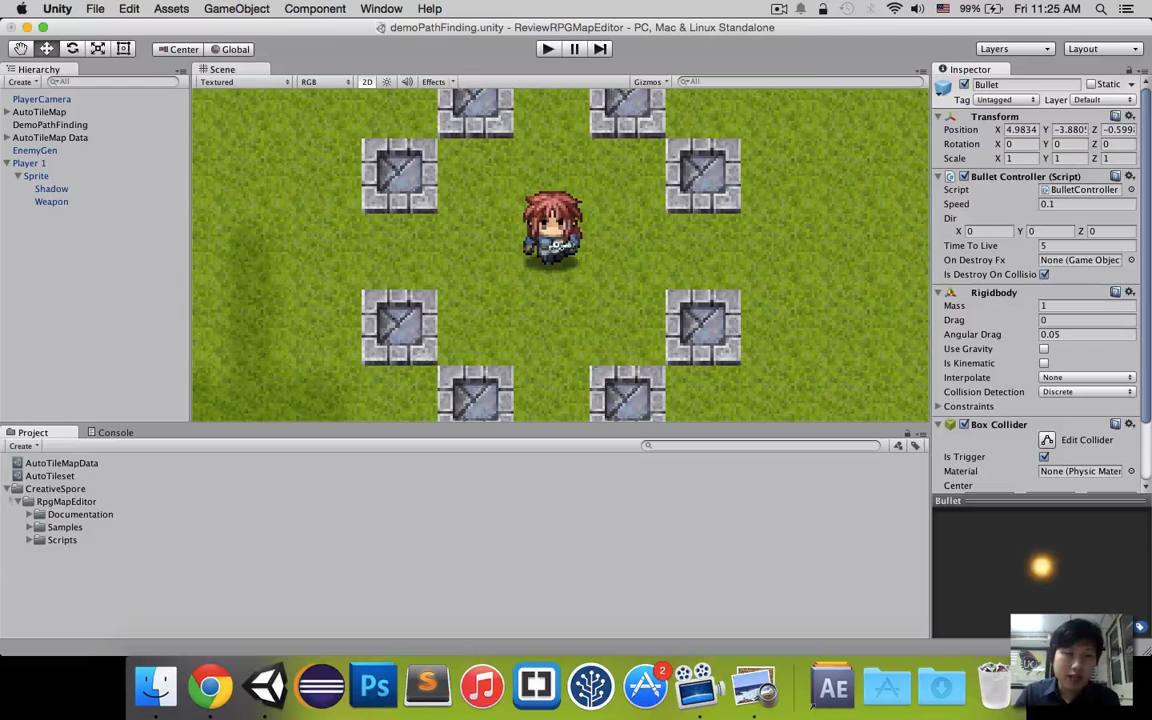 Unity File Edit Assets GameObject Component Window Help 99% Fri 11:25 AM
demoPathFinding.unity - ReviewRPGMapEditor - PC, Mac & Linux Standalone
Center Global Layers Layout
Hierarchy
Create All
PlayerCamera
AutoTileMap
DemoPathFinding
AutoTileMap Data
EnemyGen
Player 1
Sprite
Shadow
Weapon
Scene
Textured RGB 2D Effects Gizmos All
Inspector
Bullet Static
Tag Untagged Layer Default
Transform
Position X 4.9834 Y -3.880 Z -0.599
Rotation X 0 Y 0 Z 0
Scale X 1 Y 1 Z 1
Bullet Controller (Script)
Script BulletController
Speed 0.1
Dir
X 0 Y 0 Z 0
Time To Live 5
On Destroy Fx None (Game Objec
Is Destroy On Collisio
Rigidbody
Mass 1
Drag 0
Angular Drag 0.05
Use Gravity
Is Kinematic
Interpolate None
Collision Detection Discrete
Constraints
Box Collider
Edit Collider
Is Trigger
Material None (Physic Mater
Center
Bullet
Project Console
Create
AutoTileMapData
AutoTileset
CreativeSpore
RpgMapEditor
Documentation
Samples
Scripts
Ps
S
2
AE